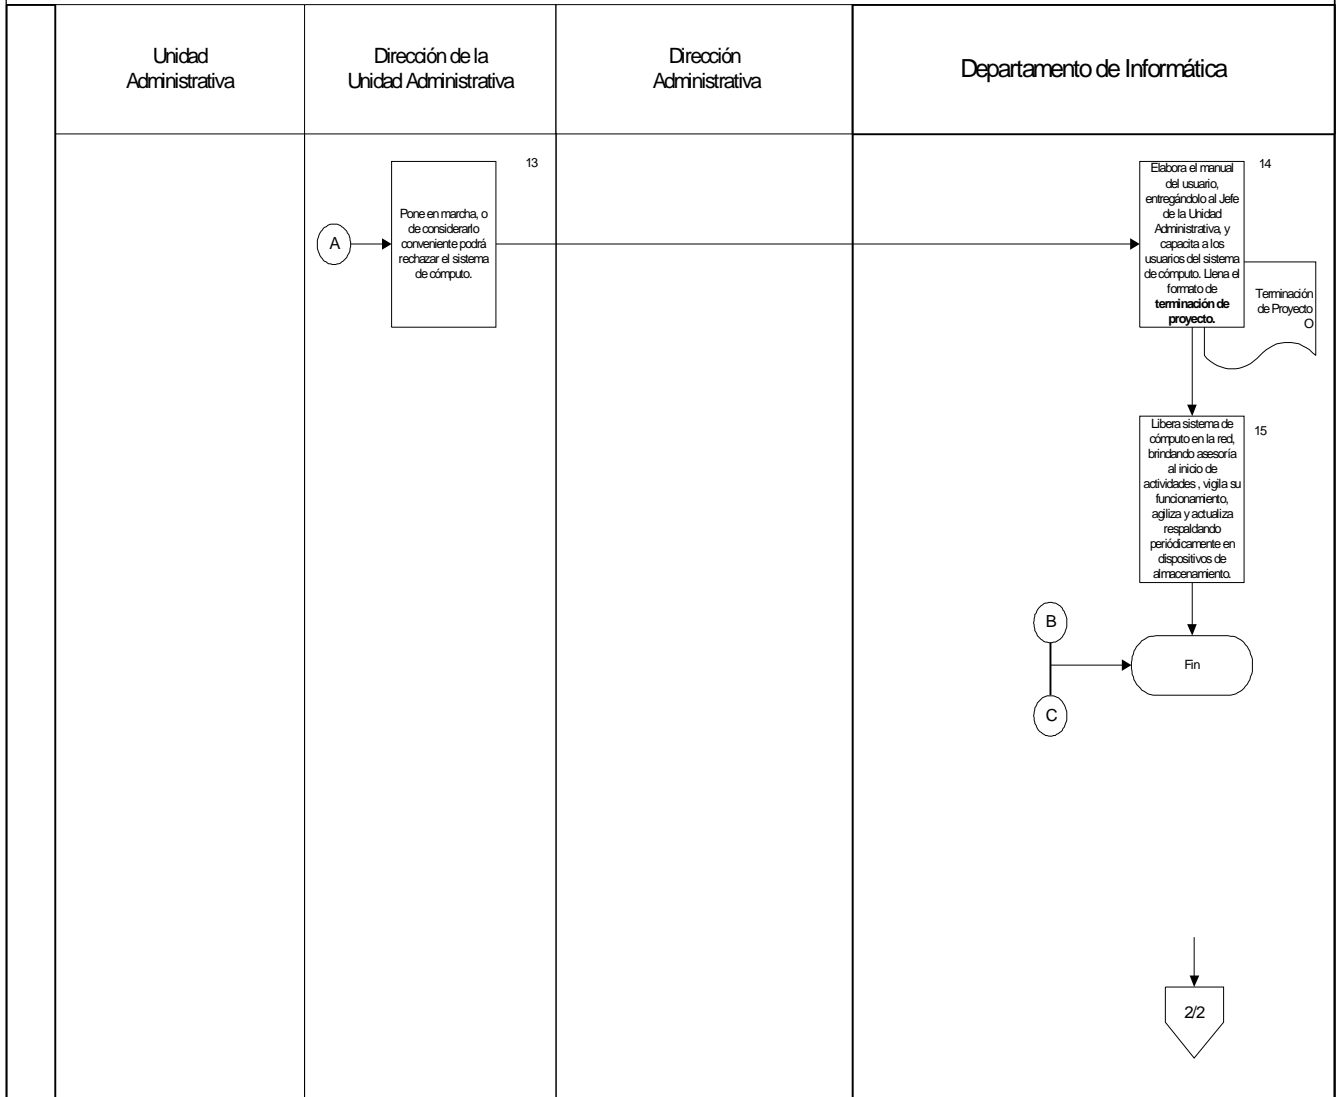 Unidad
Administrativa
Dirección de la
Unidad Administrativa
Dirección
Administrativa
Departamento de Informática
A
Pone en marcha, o
de considerarlo
conveniente podrá
rechazar el sistema
de cómputo.
13
Elabora el manual
del usuario,
entregándolo al Jefe
de la Unidad
Administrativa, y
capacita a los
usuarios del sistema
de cómputo. Llena el
formato de
terminación de
proyecto.
14
Terminación
de Proyecto
O
Libera sistema de
cómputo en la red,
brindando asesoría
al inicio de
actividades , vigila su
funcionamiento,
agiliza y actualiza
respaldando
periódicamente en
dispositivos de
almacenamiento.
15
B
Fin
C
2/2